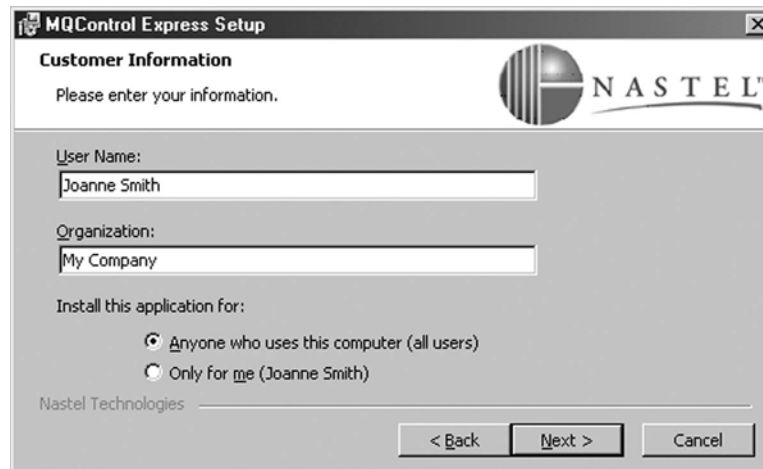 MQControl Express Setup
Customer Information
Please enter your information.
NASTEL™
User Name:
Joanne Smith
Organization:
My Company
Install this application for:
Anyone who uses this computer (all users)
Only for me (Joanne Smith)
Nastel Technologies
< Back
Next >
Cancel